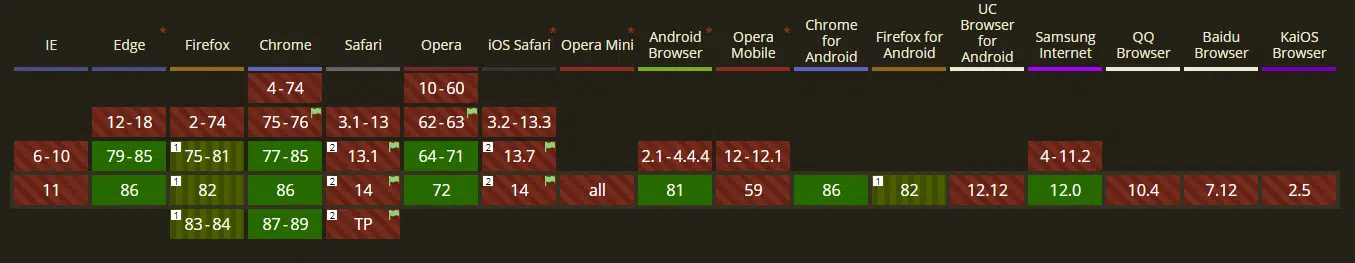 IE Edge * Firefox Chrome Safari Opera iOS Safari * Opera Mini Android Browser * Opera Mobile * Chrome for Android Firefox for Android UC Browser for Android Samsung Internet QQ Browser Baidu Browser KaiOS Browser
4-74 10-60
12-18 2-74 75-76 3.1-13 62-63 3.2-13.3
6-10 79-85 1 75-81 77-85 2 13.1 64-71 2 13.7 2.1-4.4.4 12-12.1 4-11.2
11 86 1 82 86 2 14 72 2 14 all 81 59 86 1 82 12.12 12.0 10.4 7.12 2.5
1 83-84 87-89 2 TP